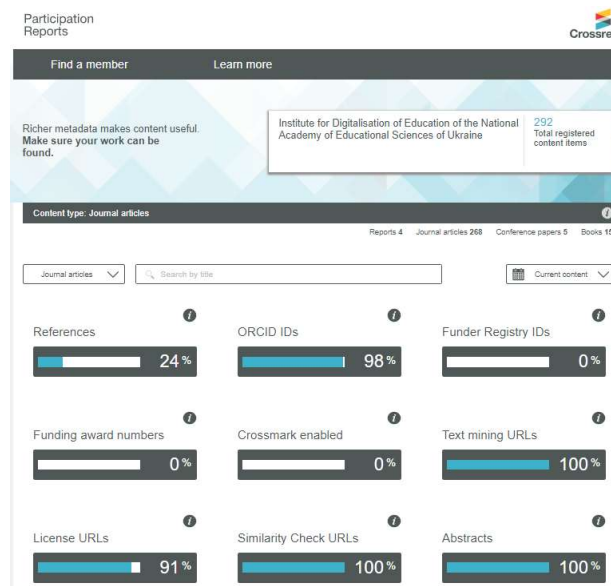 Participation
Reports
Crossre
Find a member
Learn more
Richer metadata makes content useful.
Make sure your work can be
found.
Institute for Digitalisation of Education of the National
Academy of Educational Sciences of Ukraine
292
Total registered
content items
Content type: Journal articles
Reports 4 Journal articles 268 Conference papers 5 Books 15
Journal articles
Search by title
Current content
References
24 %
ORCID IDs
98 %
Funder Registry IDs
0 %
Funding award numbers
0 %
Crossmark enabled
0 %
Text mining URLs
100 %
License URLs
91 %
Similarity Check URLs
100 %
Abstracts
100 %